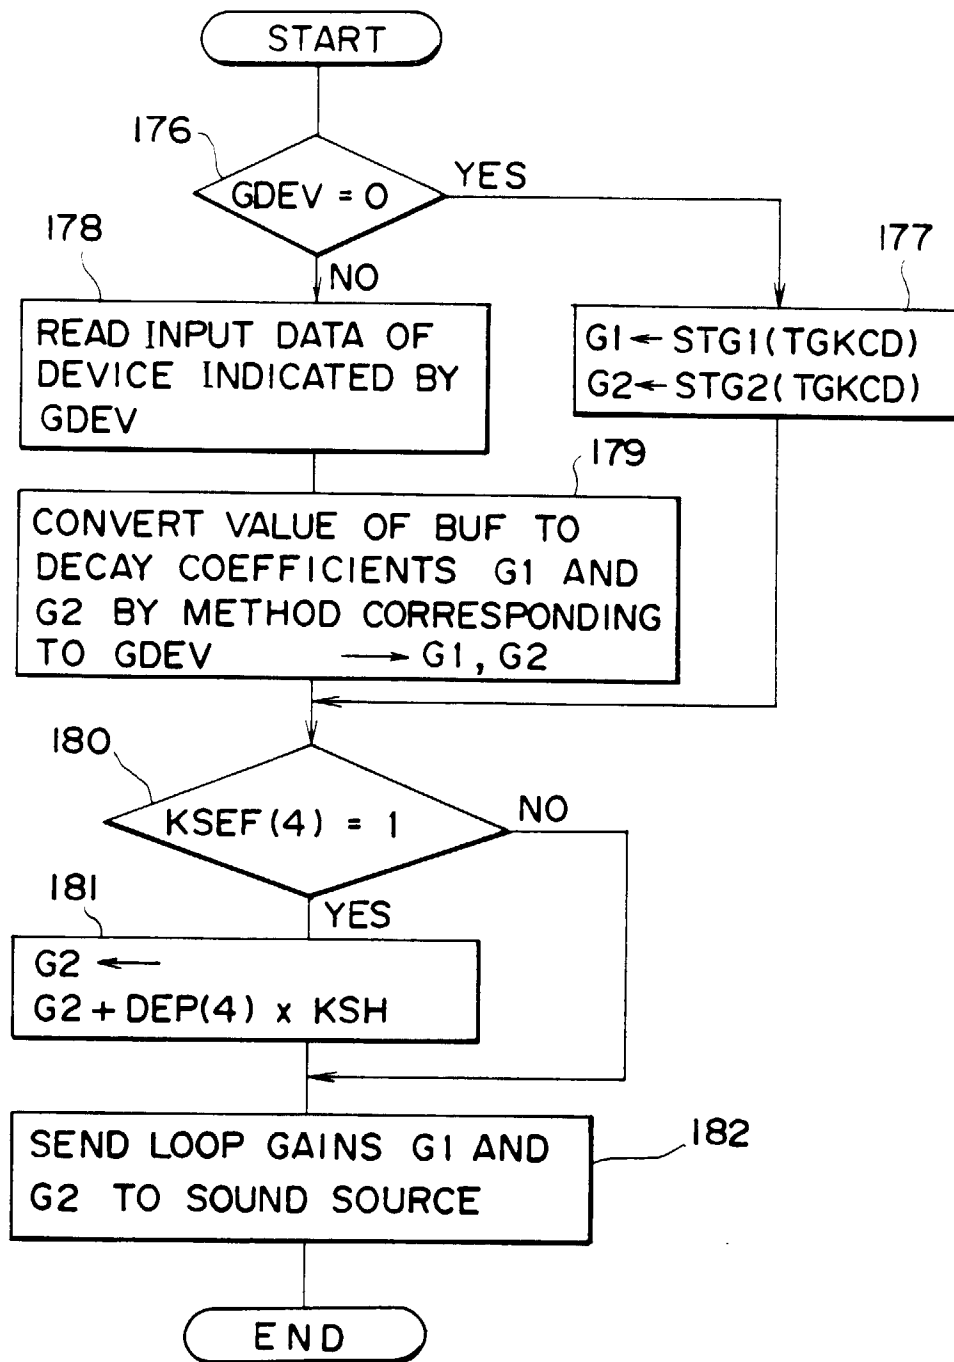 START
176
GDEV = 0
YES
178
NO
177
READ INPUT DATA OF
DEVICE INDICATED BY
GDEV
G1 ← STG1(TGKCD)
G2 ← STG2(TGKCD)
179
CONVERT VALUE OF BUF TO
DECAY COEFFICIENTS G1 AND
G2 BY METHOD CORRESPONDING
TO GDEV → G1, G2
180
KSEF(4) = 1
NO
181
YES
G2 ←
G2 + DEP(4) x KSH
SEND LOOP GAINS G1 AND
G2 TO SOUND SOURCE
182
END